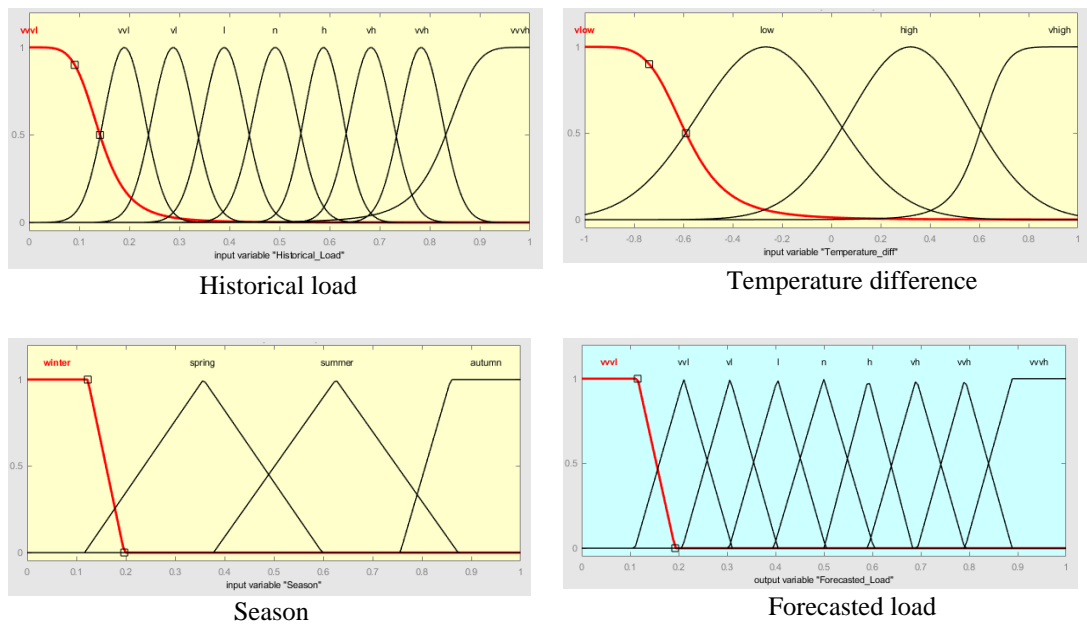 vvvl vvl vl l n h vh vvh vvvh
1
0.5
0
0 0.1 0.2 0.3 0.4 0.5 0.6 0.7 0.8 0.9 1
input variable "Historical_Load"
Historical load
vlow low high vhigh
1
0.5
0
-1 -0.8 -0.6 -0.4 -0.2 0 0.2 0.4 0.6 0.8 1
input variable "Temperature_diff"
Temperature difference
winter spring summer autumn
1
0.5
0
0 0.1 0.2 0.3 0.4 0.5 0.6 0.7 0.8 0.9 1
input variable "Season"
Season
vvvl vvl vl l n h vh vvh vvvh
1
0.5
0
0 0.1 0.2 0.3 0.4 0.5 0.6 0.7 0.8 0.9 1
output variable "Forecasted_Load"
Forecasted load